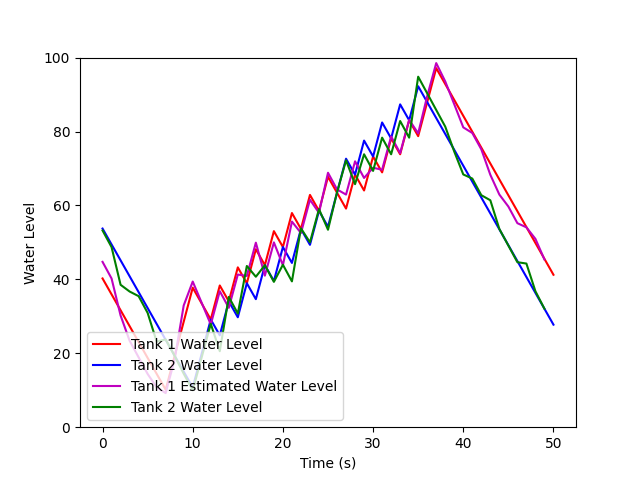 100
80
60
40
20
0
Water Level
Tank 1 Water Level
Tank 2 Water Level
Tank 1 Estimated Water Level
Tank 2 Water Level
0 10 20 30 40 50
Time (s)